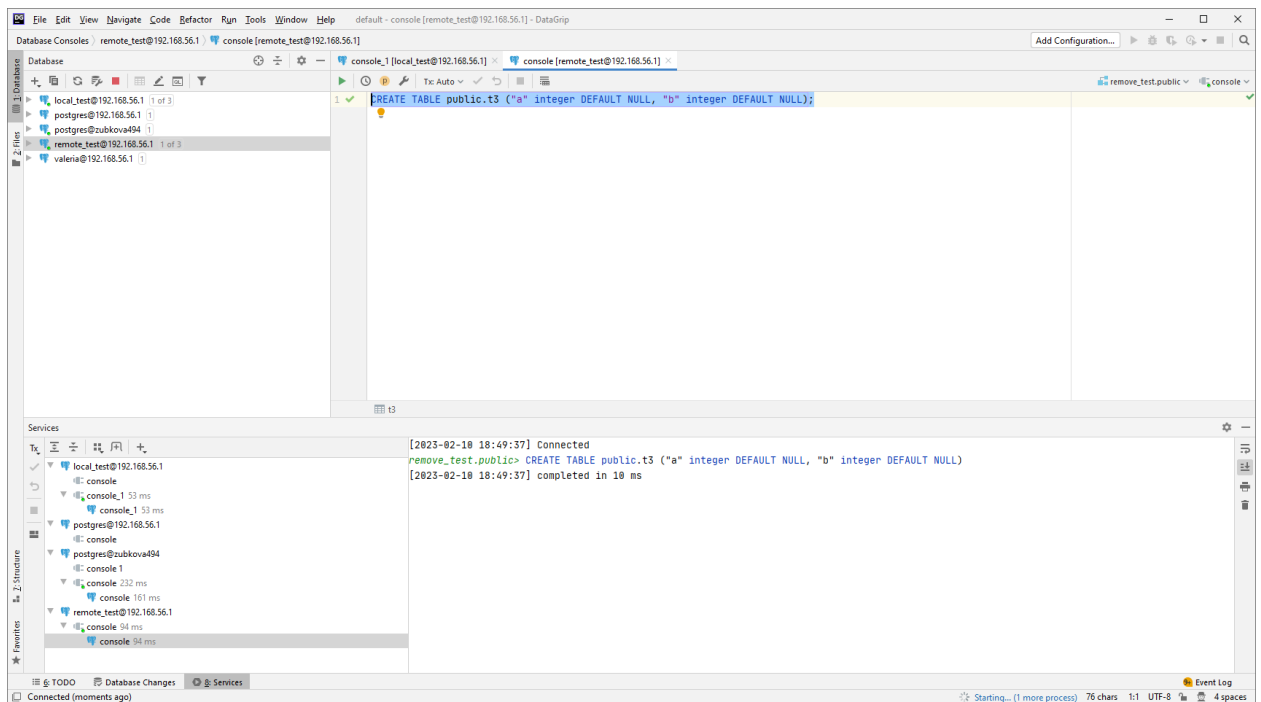 File Edit View Navigate Code Refactor Run Tools Window Help default - console [remote_test@192.168.56.1] - DataGrip
Database Consoles remote_test@192.168.56.1 console [remote_test@192.168.56.1] Add Configuration...
Database console_1 [local_test@192.168.56.1] console [remote_test@192.168.56.1]
Tx: Auto remove_test.public console
1: Database
2: Files
7: Structure
Favorites
local_test@192.168.56.1 1 of 3
postgres@192.168.56.1 1
postgres@zubkova494 1
remote_test@192.168.56.1 1 of 3
valeria@192.168.56.1 1
1 CREATE TABLE public.t3 ("a" integer DEFAULT NULL, "b" integer DEFAULT NULL);
t3
Services
Tx
local_test@192.168.56.1
console
console_1 53 ms
console_1 53 ms
postgres@192.168.56.1
console
postgres@zubkova494
console 1
console 232 ms
console 161 ms
remote_test@192.168.56.1
console 94 ms
console 94 ms
[2023-02-10 18:49:37] Connected
remove_test.public> CREATE TABLE public.t3 ("a" integer DEFAULT NULL, "b" integer DEFAULT NULL)
[2023-02-10 18:49:37] completed in 10 ms
6: TODO Database Changes 8: Services Event Log
Connected (moments ago) Starting... (1 more process) 76 chars 1:1 UTF-8 4 spaces